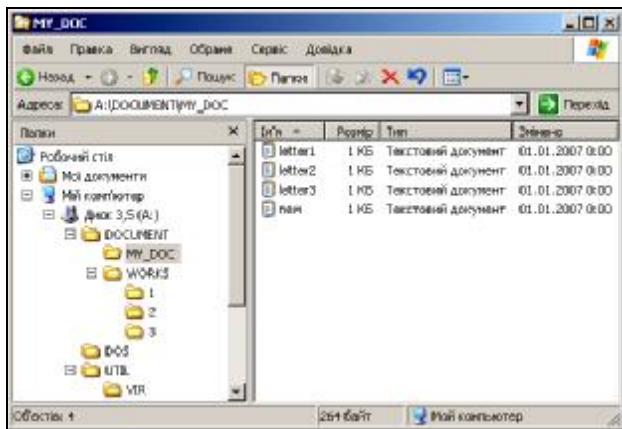 MY_DOC
Файл Правка Вигляд Обране Сервіс Довідка
Назад Пошук Папки
Адреса: A:\DOCUMENT\MY_DOC Перехід
Папки
Робочий стіл
Мої документи
Мій комп'ютер
Диск 3,5 (A:)
DOCUMENT
MY_DOC
WORKS
1
2
3
DOS
UTIL
VIR
Ім'я Розмір Тип Змінено
letter1 1 КБ Текстовий документ 01.01.2007 0:00
letter2 1 КБ Текстовий документ 01.01.2007 0:00
letter3 1 КБ Текстовий документ 01.01.2007 0:00
1 КБ Текстовий документ 01.01.2007 0:00
Об'єктів: 4 264 байт Мой компьютер